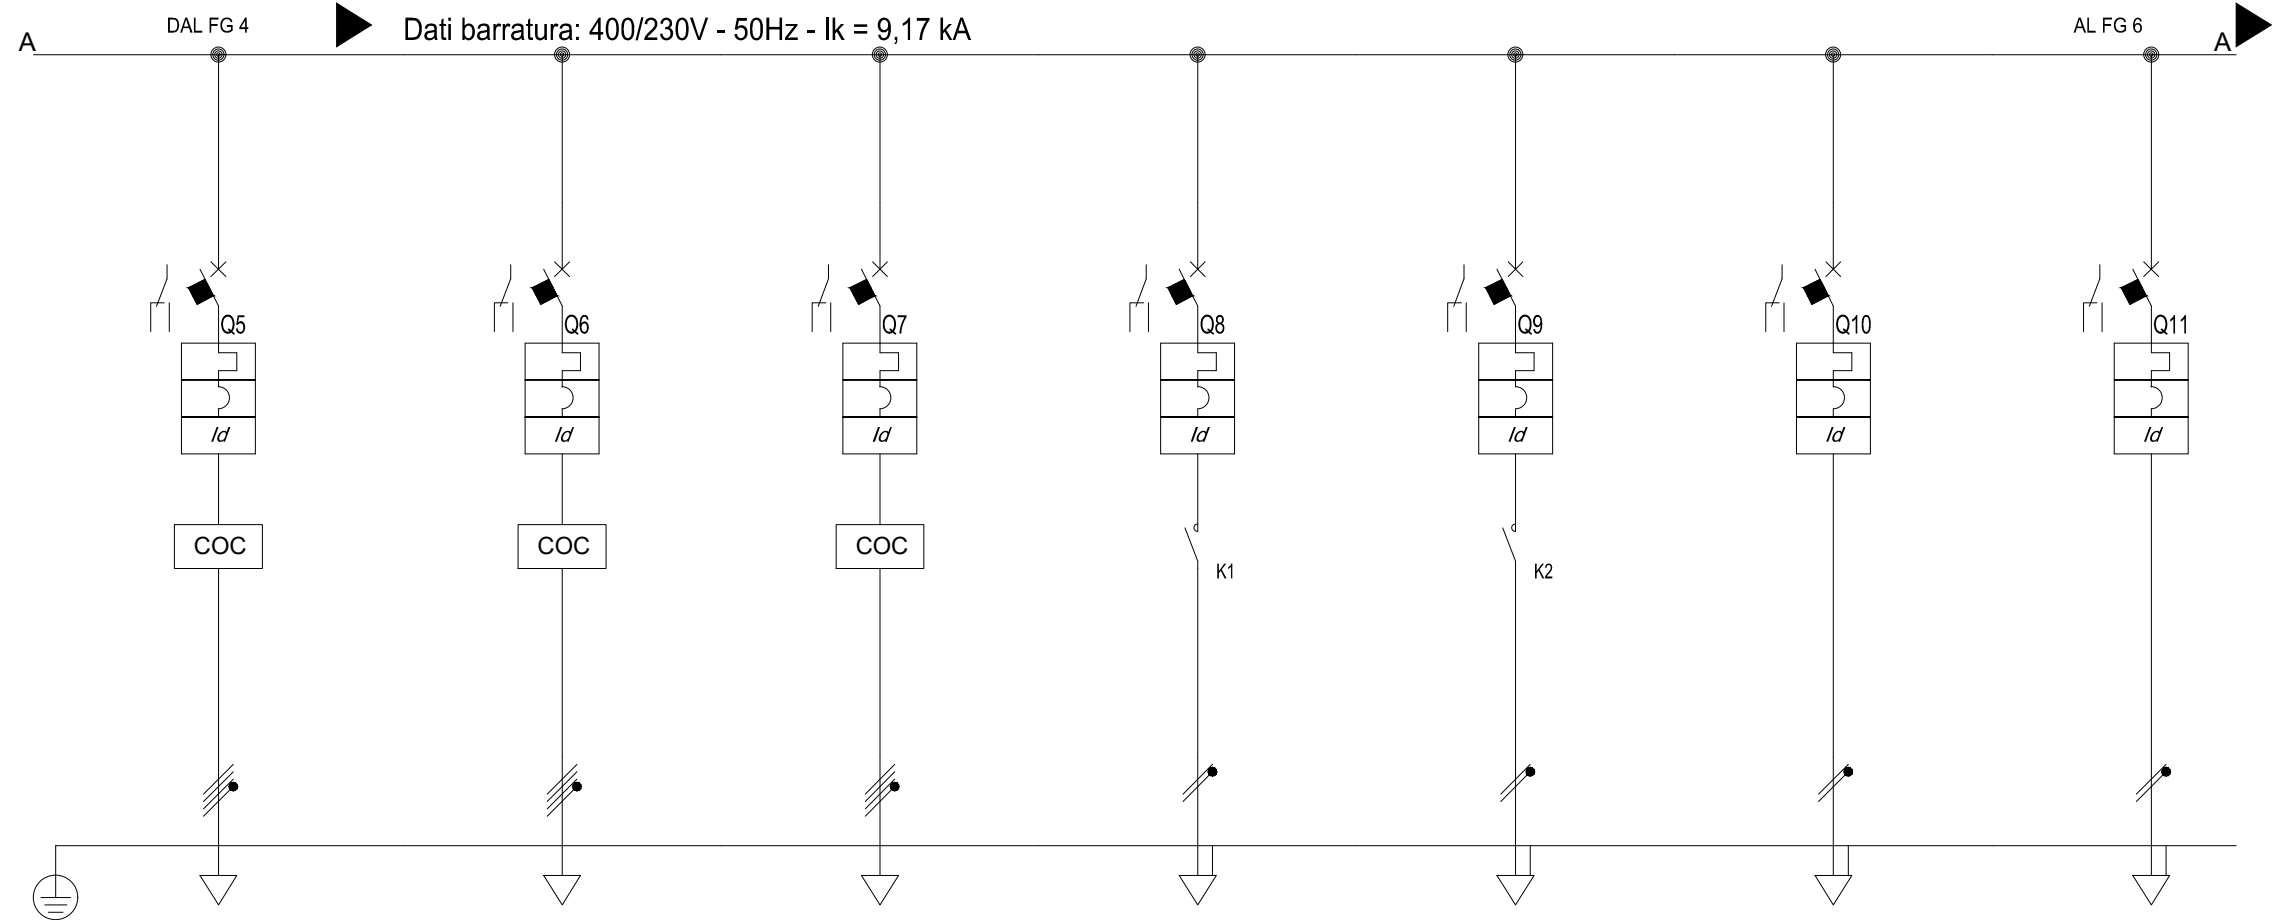 A
DAL FG 4
Dati barratura: 400/230V - 50Hz - Ik = 9,17 kA
AL FG 6
A
Q5
Q6
Q7
Q8
Q9
Q10
Q11
Id
Id
Id
Id
Id
Id
Id
COC
COC
COC
K1
K2